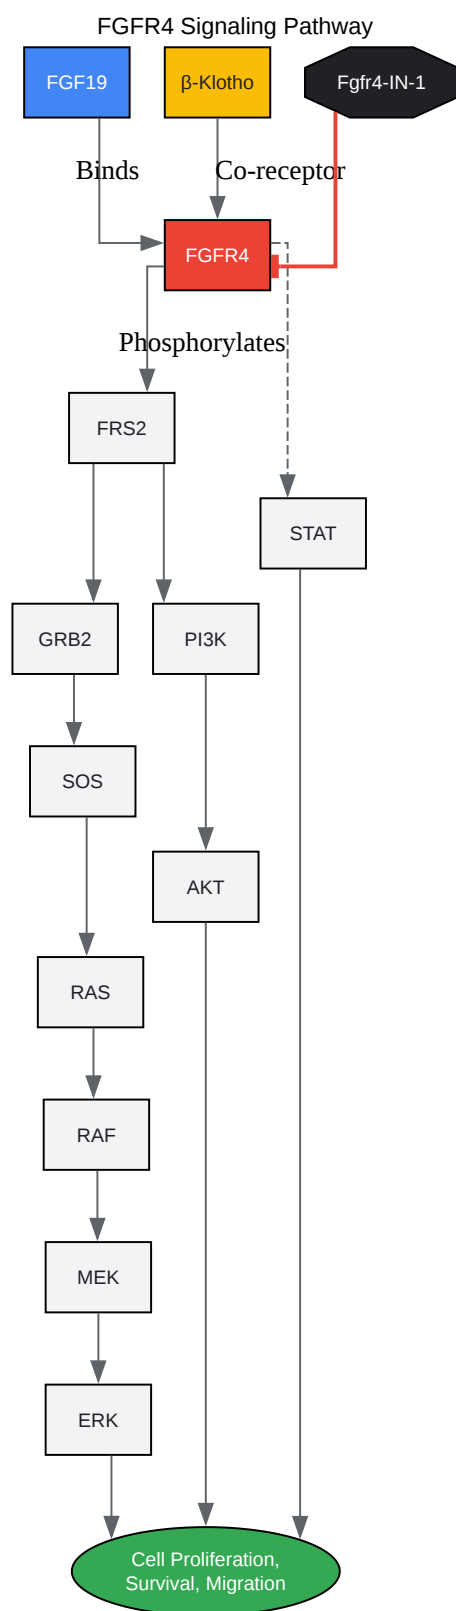 FGFR4 Signaling Pathway
FGF19
β-Klotho
Fgfr4-IN-1
Binds
Co-receptor
FGFR4
Phosphorylates
FRS2
STAT
GRB2
PI3K
SOS
AKT
RAS
RAF
MEK
ERK
Cell Proliferation,
Survival, Migration